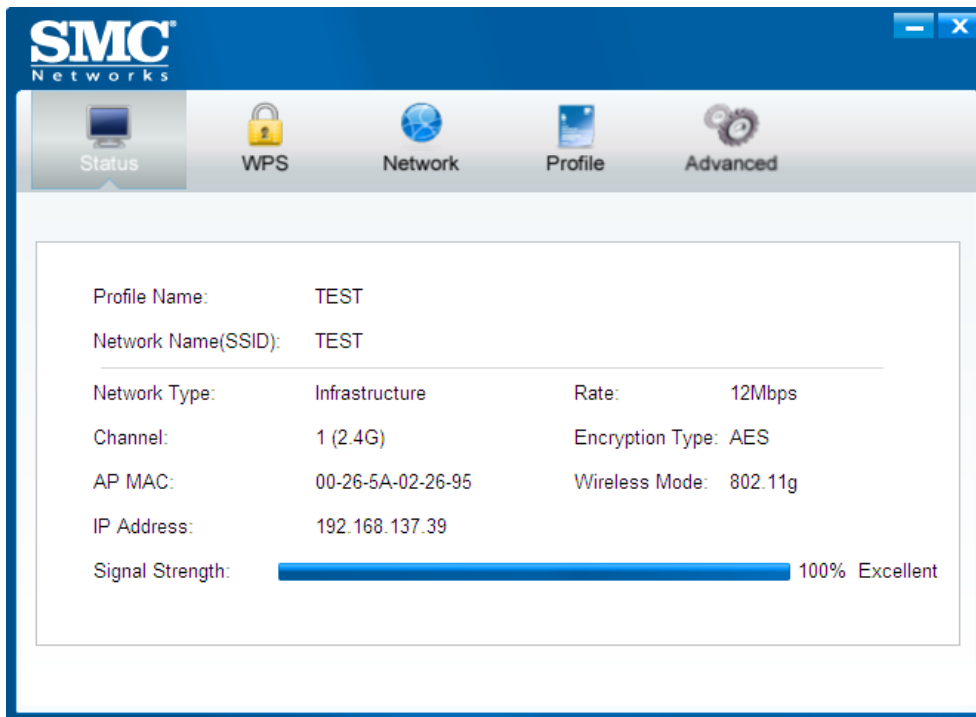 SMC®
Networks
Status WPS Network Profile Advanced
Profile Name: TEST
Network Name(SSID): TEST
Network Type: Infrastructure Rate: 12Mbps
Channel: 1 (2.4G) Encryption Type: AES
AP MAC: 00-26-5A-02-26-95 Wireless Mode: 802.11g
IP Address: 192.168.137.39
Signal Strength: 100% Excellent